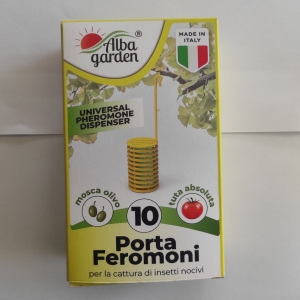 Alba
garden
®
MADE IN
ITALY
UNIVERSAL
PHEROMONE
DISPENSER
mosca olivo
tuta absoluta
10
Porta
Feromoni
per la cattura di insetti nocivi